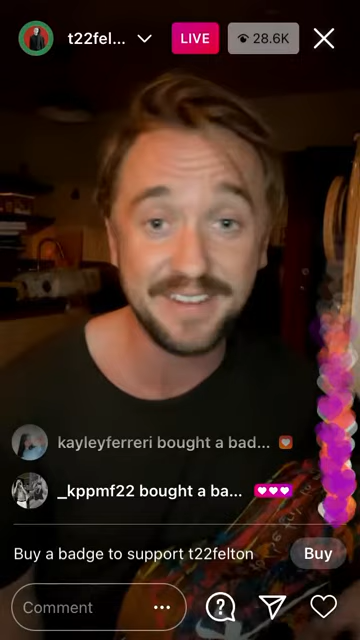 t22fel...
LIVE
28.6K
kayleyferreri bought a bad...
_kppmf22 bought a ba...
Buy a badge to support t22felton
Buy
Comment